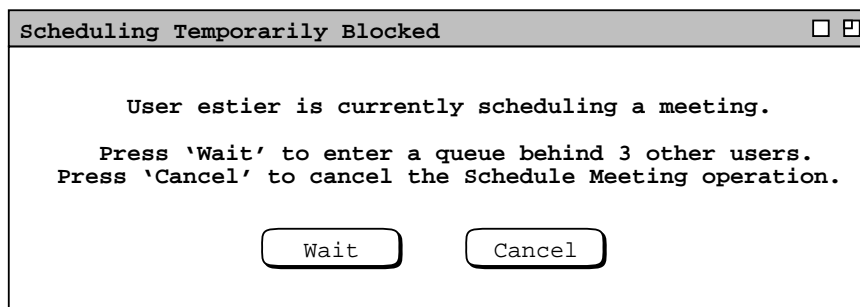 Scheduling Temporarily Blocked
User estier is currently scheduling a meeting.
Press ‘Wait’ to enter a queue behind 3 other users.
Press ‘Cancel’ to cancel the Schedule Meeting operation.
Wait
Cancel